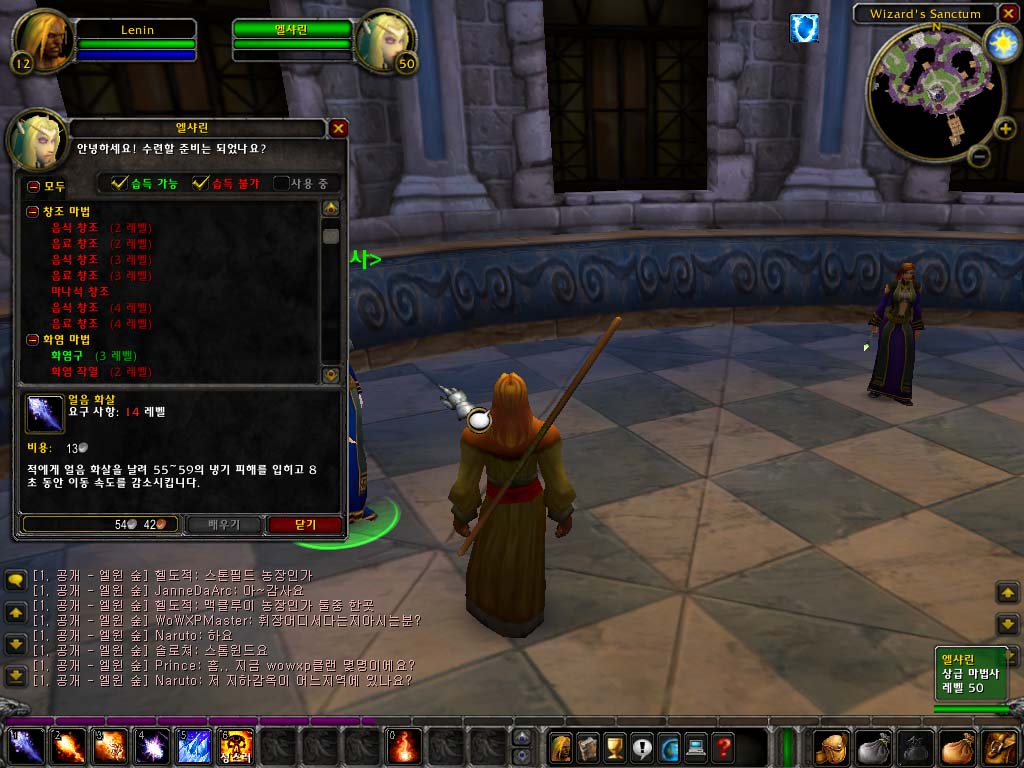 Lenin
12
엘샤린
50
Wizard's Sanctum
N
엘샤린
안녕하세요! 수련할 준비는 되었나요?
모두 습득 가능 습득 불가 사용 중
창조 마법
음식 창조 (2 레벨)
음료 창조 (2 레벨)
음식 창조 (3 레벨)
음료 창조 (3 레벨)
마나석 창조
음식 창조 (4 레벨)
음료 창조 (4 레벨)
화염 마법
화염구 (3 레벨)
화염 작열 (2 레벨)
사>
얼음 화살
요구 사항: 14 레벨
비용: 13
적에게 얼음 화살을 날려 55~59의 냉기 피해를 입히고 8
초 동안 이동 속도를 감소시킵니다.
54 42 배우기 닫기
[1. 공개 - 엘윈 숲] 헬도적: 스톤필드 농장인가
[1. 공개 - 엘윈 숲] JanneDaArc: 아~감사요
[1. 공개 - 엘윈 숲] 헬도적: 맥클루이 농장인가 둘중 한곳
[1. 공개 - 엘윈 숲] WoWXPMaster: 휘장어디서다는지아시는분?
[1. 공개 - 엘윈 숲] Naruto: 하요
[1. 공개 - 엘윈 숲] 솔로쳐: 스톰윈드요
[1. 공개 - 엘윈 숲] Prince: 흠.. 지금 wowxp클랜 몇명이에요?
[1. 공개 - 엘윈 숲] Naruto: 저 지하감옥이 어느지역에 있나요?
엘샤린
상급 마법사
레벨 50
1 2 3 4 5 6 0